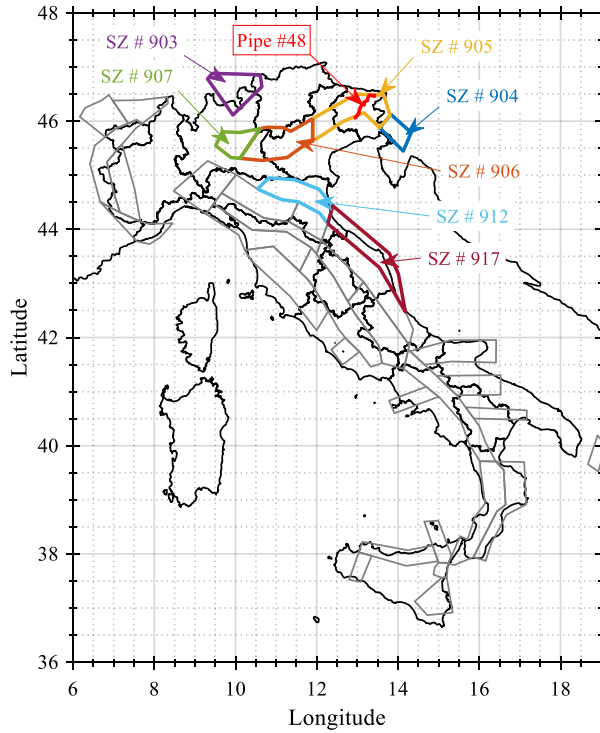 48
SZ # 903
Pipe #48
SZ # 905
SZ # 907
SZ # 904
46
SZ # 906
SZ # 912
44
SZ # 917
Latitude
42
40
38
36
6 8 10 12 14 16 18
Longitude